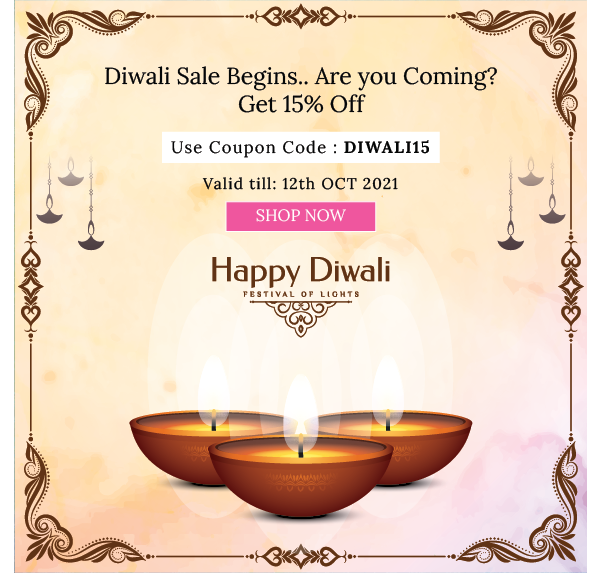 Diwali Sale Begins.. Are you Coming?
Get 15% Off
Use Coupon Code : DIWALI15
Valid till: 12th OCT 2021
SHOP NOW
Happy Diwali
FESTIVAL OF LIGHTS